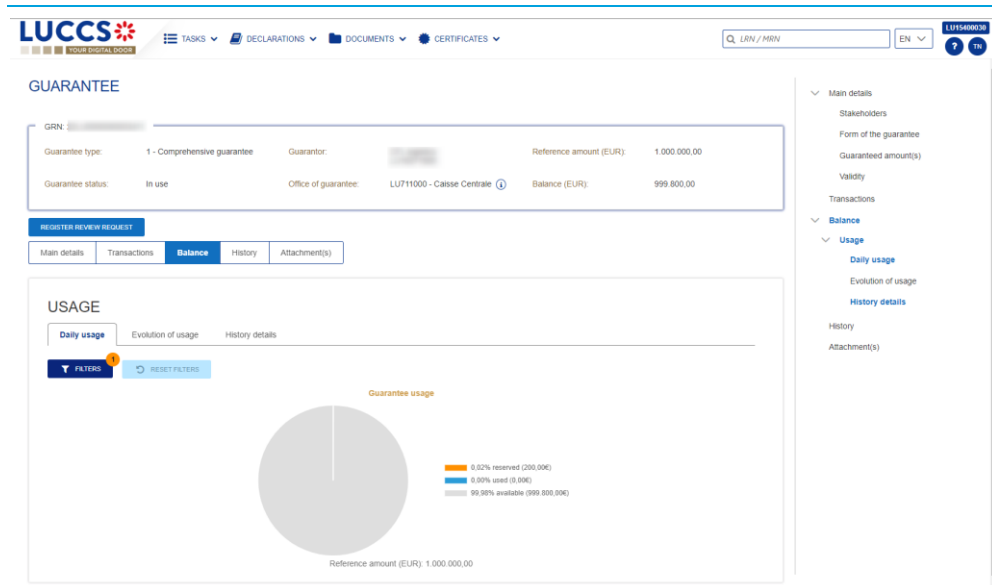 LUCCS
YOUR DIGITAL DOOR
TASKS
DECLARATIONS
DOCUMENTS
CERTIFICATES
LRN / MRN
EN
LU15400030
?
TN
GUARANTEE
GRN:
Guarantee type: 1 - Comprehensive guarantee Guarantor: Reference amount (EUR): 1.000.000,00
Guarantee status: In use Office of guarantee: LU711000 - Caisse Centrale i Balance (EUR): 999.800,00
REGISTER REVIEW REQUEST
Main details Transactions Balance History Attachment(s)
USAGE
Daily usage Evolution of usage History details
FILTERS 1 RESET FILTERS
Guarantee usage
0,02% reserved (200,00€)
0,00% used (0,00€)
99,98% available (999.800,00€)
Reference amount (EUR): 1.000.000,00
Main details
Stakeholders
Form of the guarantee
Guaranteed amount(s)
Validity
Transactions
Balance
Usage
Daily usage
Evolution of usage
History details
History
Attachment(s)